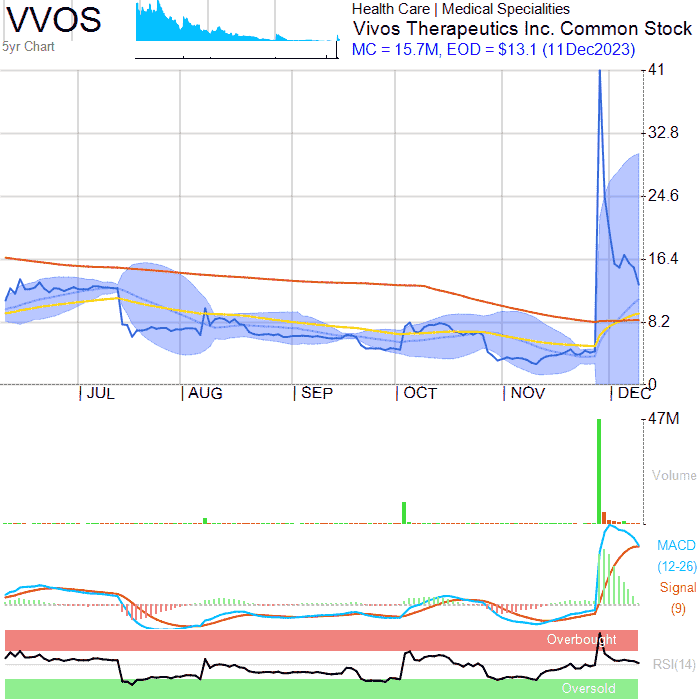 VVOS
5yr Chart
Health Care | Medical Specialities
Vivos Therapeutics Inc. Common Stock
MC = 15.7M, EOD = $13.1 (11Dec2023)
41
32.8
24.6
16.4
8.2
0
| JUL | AUG | SEP | OCT | NOV | DEC
47M
Volume
MACD
(12-26)
Signal
(9)
Overbought
RSI(14)
Oversold